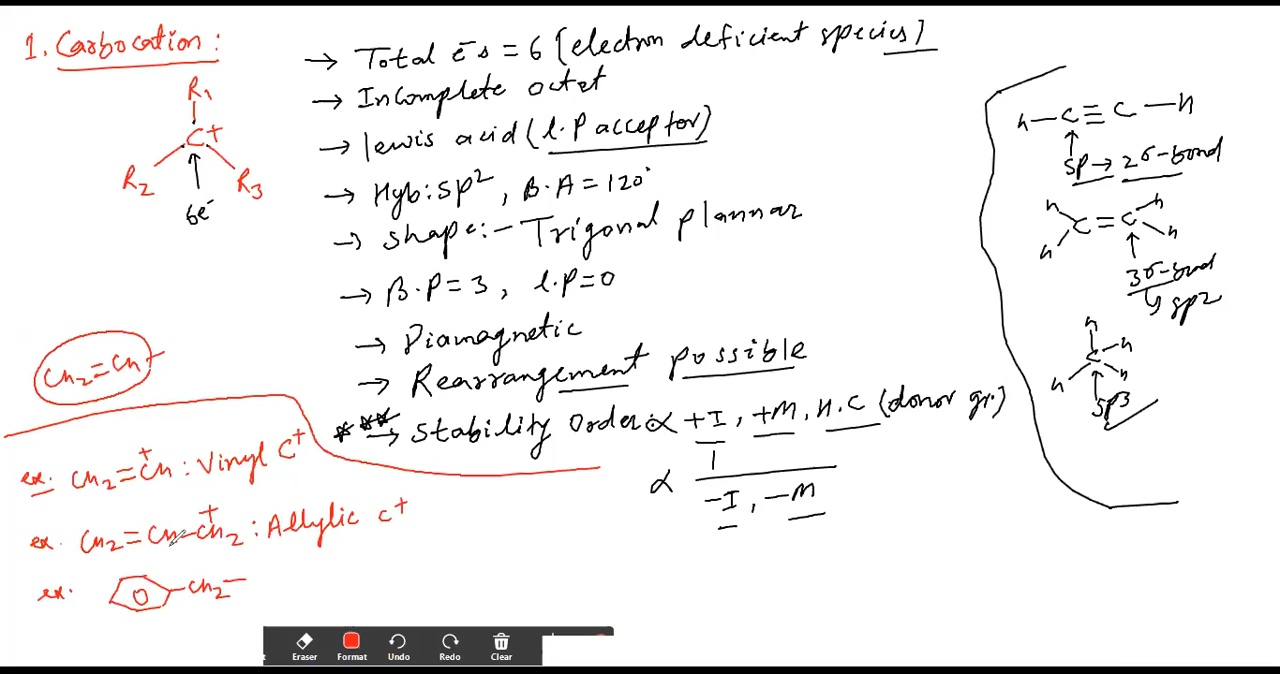 1. Carbocation:
R1
C+
R2
R3
6e⁻
→ Total e⁻s = 6 [electron deficient species]
→ Incomplete octet
→ lewis acid (l.p acceptor)
→ Hyb: sp², B.A = 120°
→ shape:- Trigonal plannar
→ B.P = 3, l.P = 0
→ Diamagnetic
→ Rearrangement possible
*** → Stability Order: ∝ +I, +M, H.C (donor gr.)
∝ 1
-I, -M
CH2=CH+
ex: CH2=C⁺H : Vinyl C+
ex. CH2=CH-C⁺H2 : Allylic C+
ex. CH2−
H-C≡C-H
sp → 2σ-bond
H H
C=C
H H
3σ-bond
↳ sp2
H
C H
H H
sp3
Eraser Format Undo Redo Clear